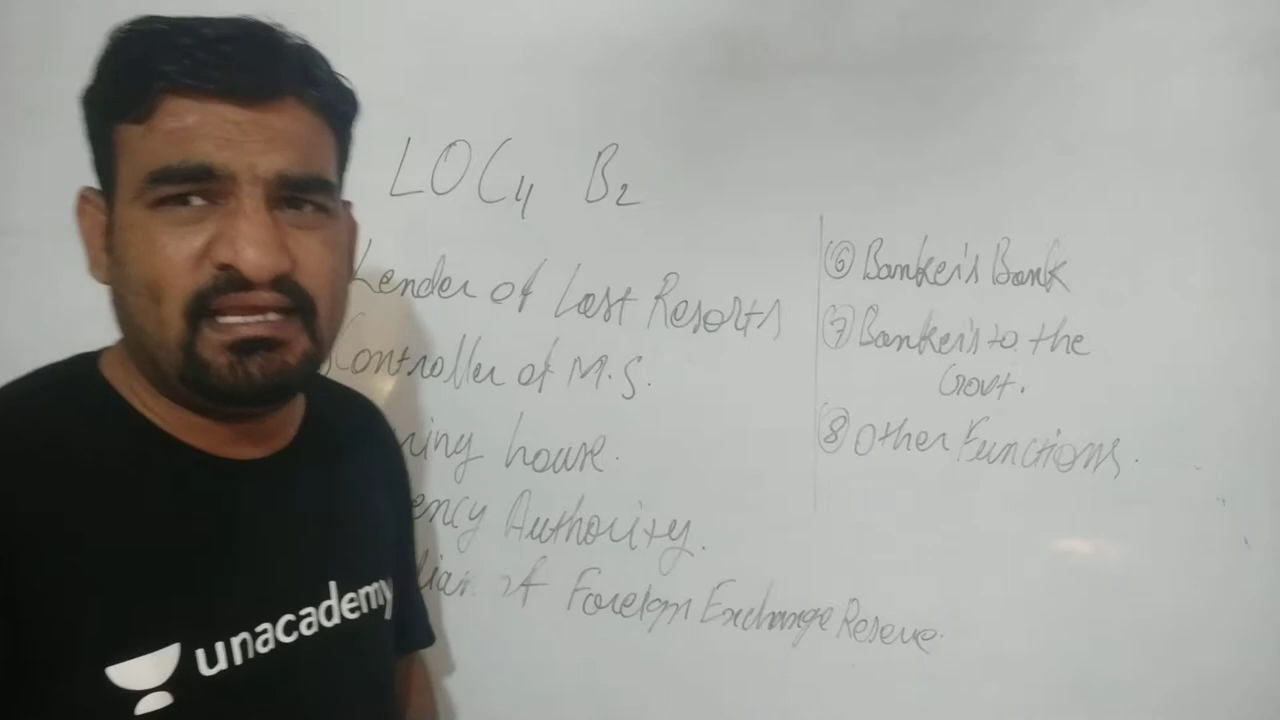 LOC4 B2
Lender of Last Resorts
Controller of M.S.
ring house.
ency Authority.
dian of Foreign Exchange Reserve.
⑥ Banker's Bank
⑦ Banker's to the
Govt.
⑧ Other Functions.
unacademy